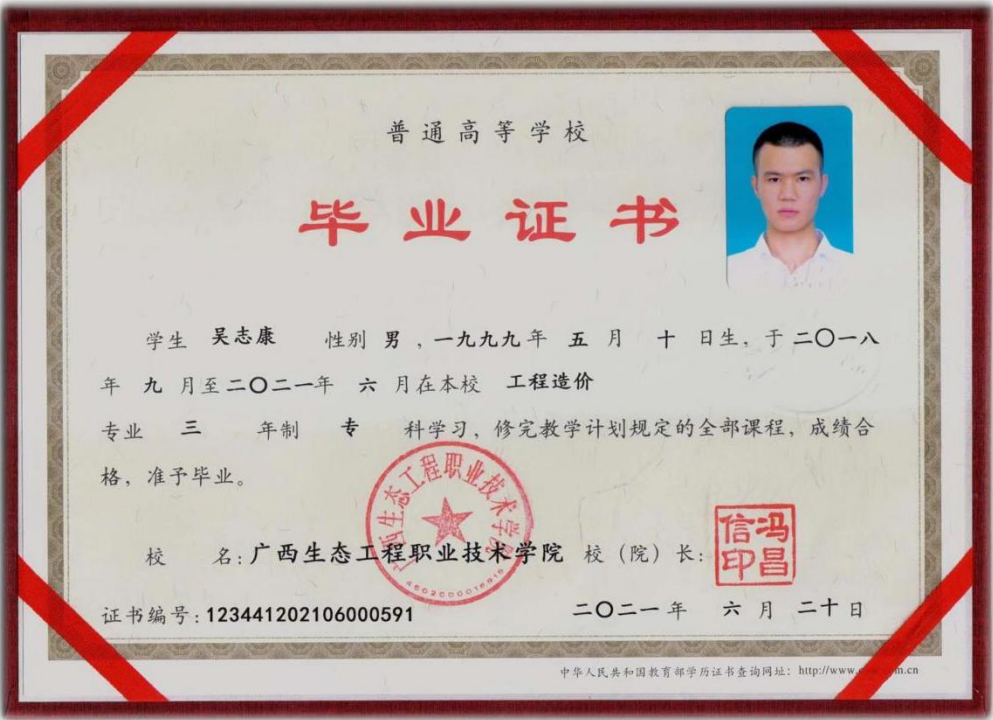 普通高等学校
毕业证书
学生 吴志康 性别 男 ，一九九九年 五 月 十 日生，于 二〇一八
年 九 月至二〇二一年 六 月在本校 工程造价
专业 三 年制 专 科学习，修完教学计划规定的全部课程，成绩合
格，准予毕业。
广西生态工程职业技术学院
校 名：广西生态工程职业技术学院 校（院）长：
冯昌信印
证书编号：123441202106000591 二〇二一年 六 月 二十日
中华人民共和国教育部学历证书查询网址：http://www.